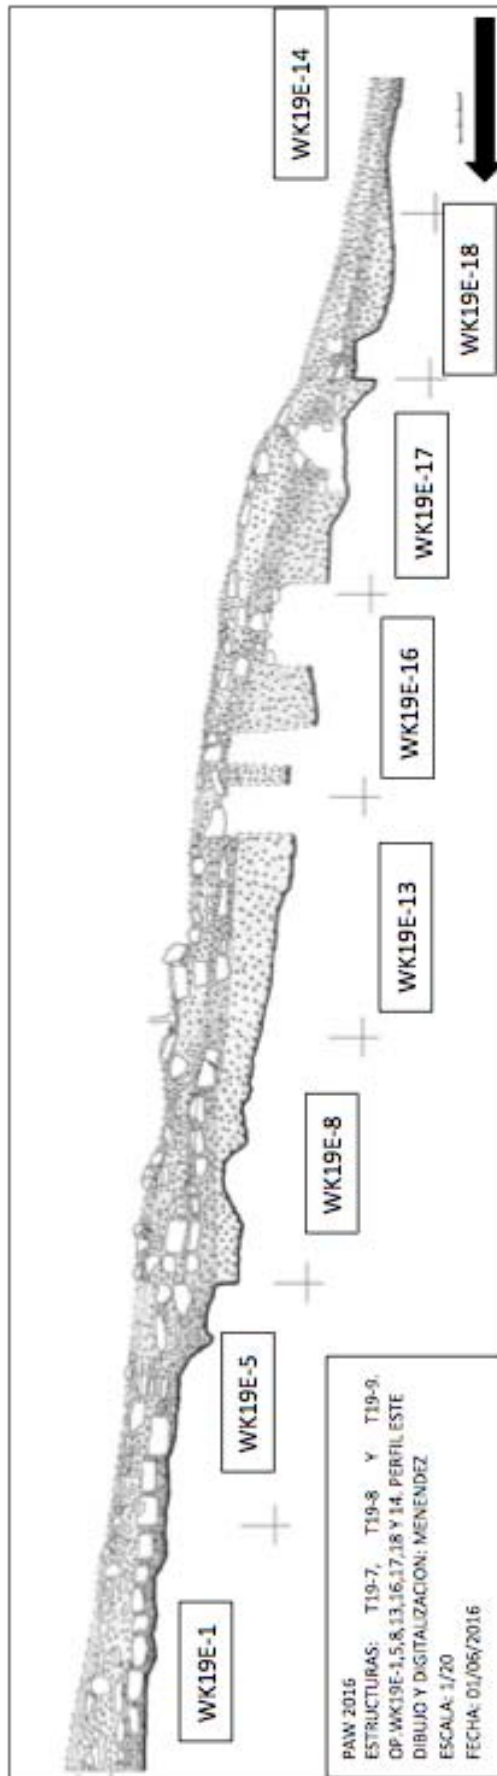 WK19E-1
WK19E-5
WK19E-8
WK19E-13
WK19E-16
WK19E-17
WK19E-18
WK19E-14
PAW 2016
ESTRUCTURAS: T19-7, T19-8 Y T19-9.
OP. WK19E-1,5,8,13,16,17,18 Y 14. PERFIL ESTE
DIBUJO Y DIGITALIZACION: MENENDEZ
ESCALA: 1/20
FECHA: 01/06/2016